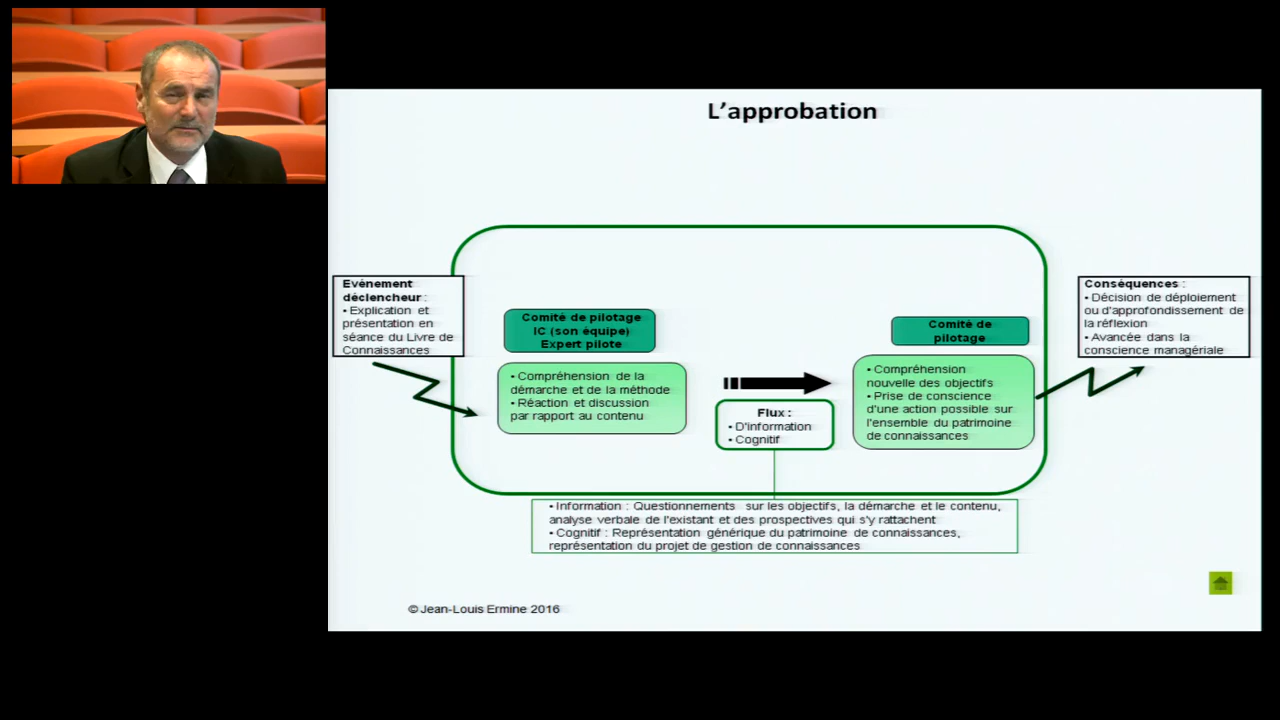 L'approbation
Evénement
déclencheur :
• Explication et
présentation en
séance du Livre de
Connaissances
Comité de pilotage
IC (son équipe)
Expert pilote
• Compréhension de la
démarche et de la méthode
• Réaction et discussion
par rapport au contenu
Flux :
• D'information
• Cognitif
Comité de
pilotage
• Compréhension
nouvelle des objectifs
• Prise de conscience
d'une action possible sur
l'ensemble du patrimoine
de connaissances
Conséquences :
• Décision de déploiement
ou d'approfondissement de
la réflexion
• Avancée dans la
conscience managériale
• Information : Questionnements sur les objectifs, la démarche et le contenu,
analyse verbale de l'existant et des prospectives qui s'y rattachent
• Cognitif : Représentation générique du patrimoine de connaissances,
représentation du projet de gestion de connaissances
© Jean-Louis Ermine 2016